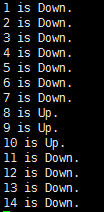 1 is Down.
2 is Down.
3 is Down.
4 is Down.
5 is Down.
6 is Down.
7 is Down.
8 is Up.
9 is Up.
10 is Up.
11 is Down.
12 is Down.
13 is Down.
14 is Down.